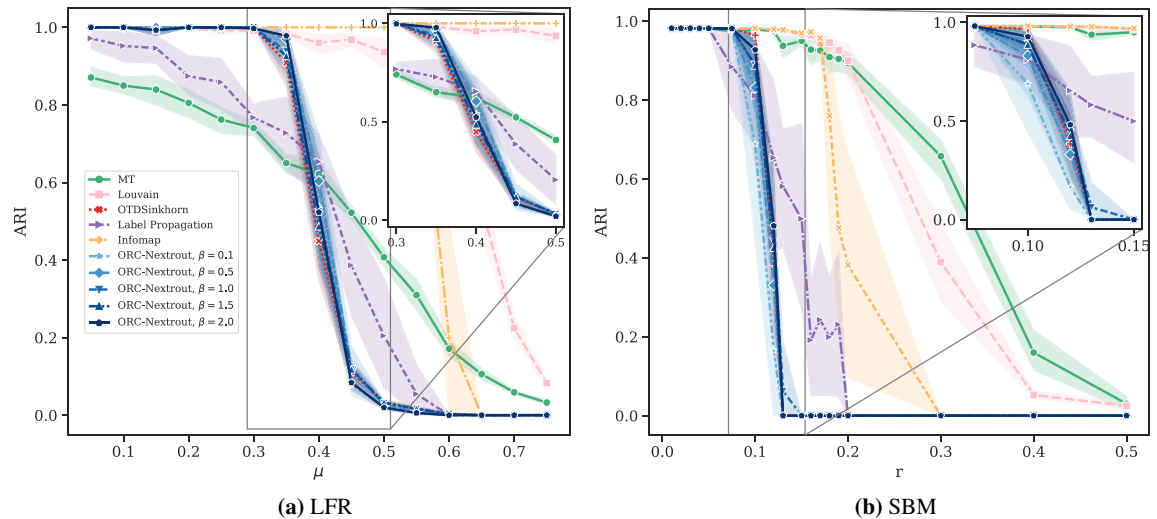 1.0
0.8
0.6
0.4
0.2
0.0
ARI
MT
Louvain
OTDSinkhorn
Label Propagation
Infomap
ORC-Nextrout, β = 0.1
ORC-Nextrout, β = 0.5
ORC-Nextrout, β = 1.0
ORC-Nextrout, β = 1.5
ORC-Nextrout, β = 2.0
1.0
0.5
0.0
0.3 0.4 0.5
0.1 0.2 0.3 0.4 0.5 0.6 0.7
μ
(a) LFR
1.0
0.8
0.6
0.4
0.2
0.0
ARI
1.0
0.5
0.0
0.10 0.15
0.0 0.1 0.2 0.3 0.4 0.5
r
(b) SBM